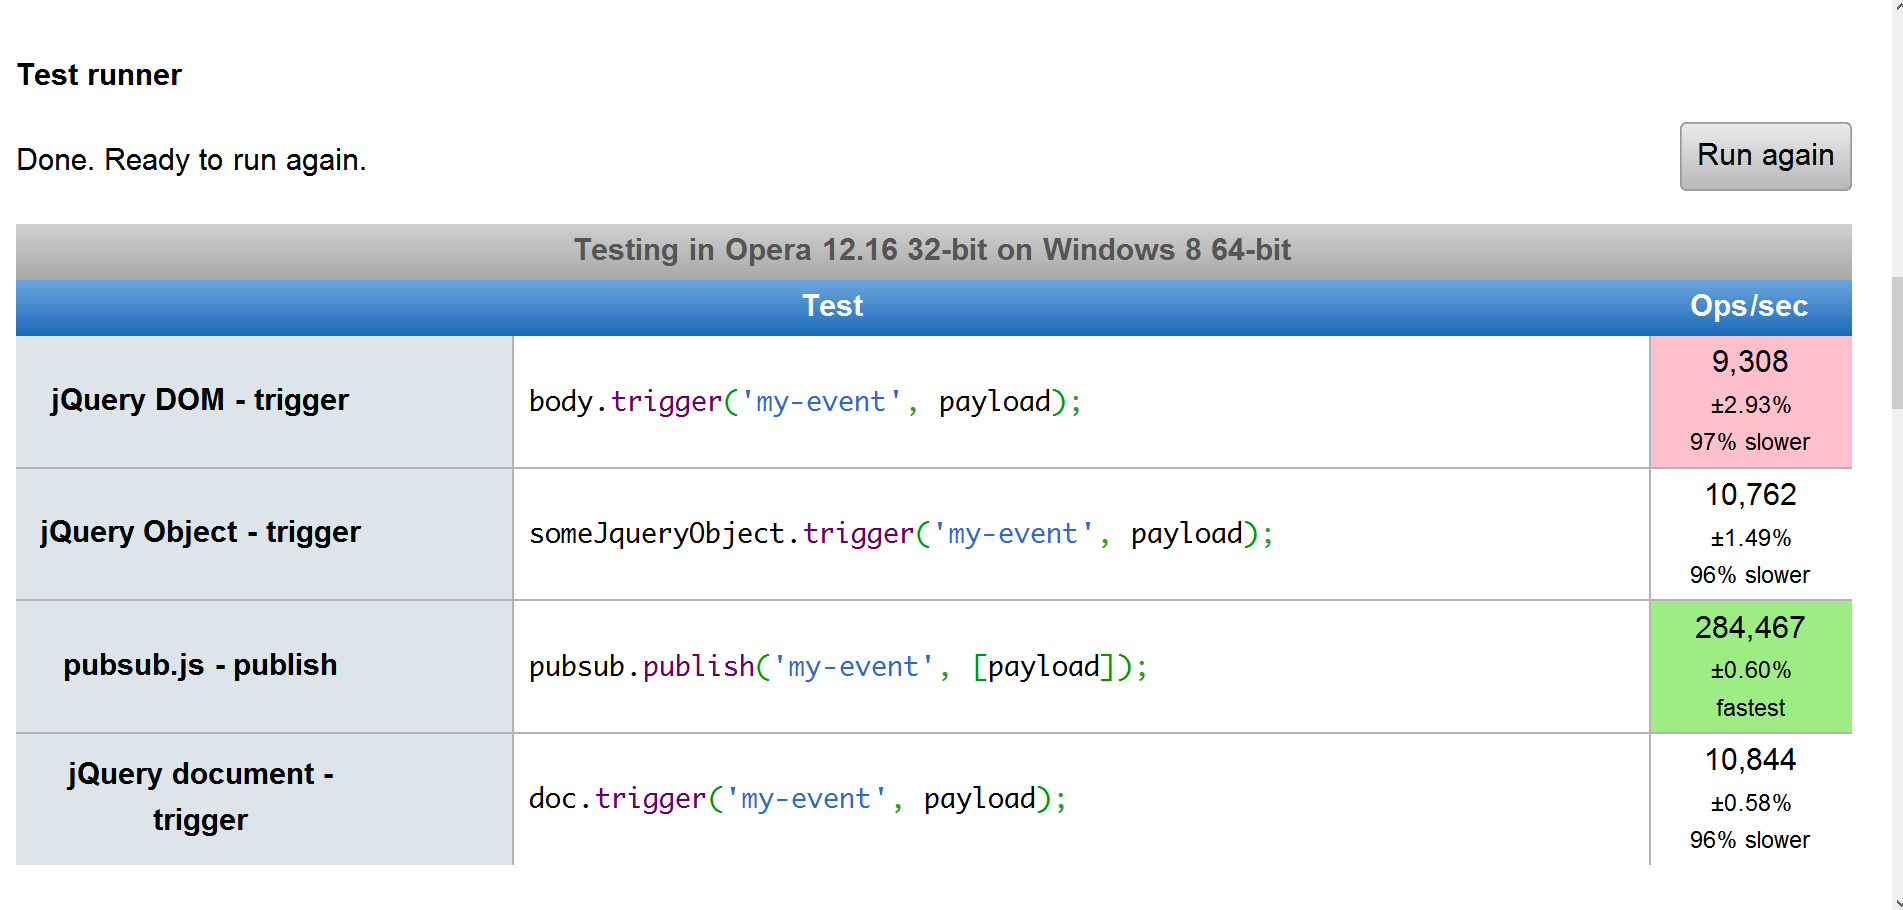 Test runner
Done. Ready to run again.
Run again
Testing in Opera 12.16 32-bit on Windows 8 64-bit
Test Ops/sec
jQuery DOM - trigger
body.trigger('my-event', payload);
9,308
±2.93%
97% slower
jQuery Object - trigger
someJqueryObject.trigger('my-event', payload);
10,762
±1.49%
96% slower
pubsub.js - publish
pubsub.publish('my-event', [payload]);
284,467
±0.60%
fastest
jQuery document -
trigger
doc.trigger('my-event', payload);
10,844
±0.58%
96% slower